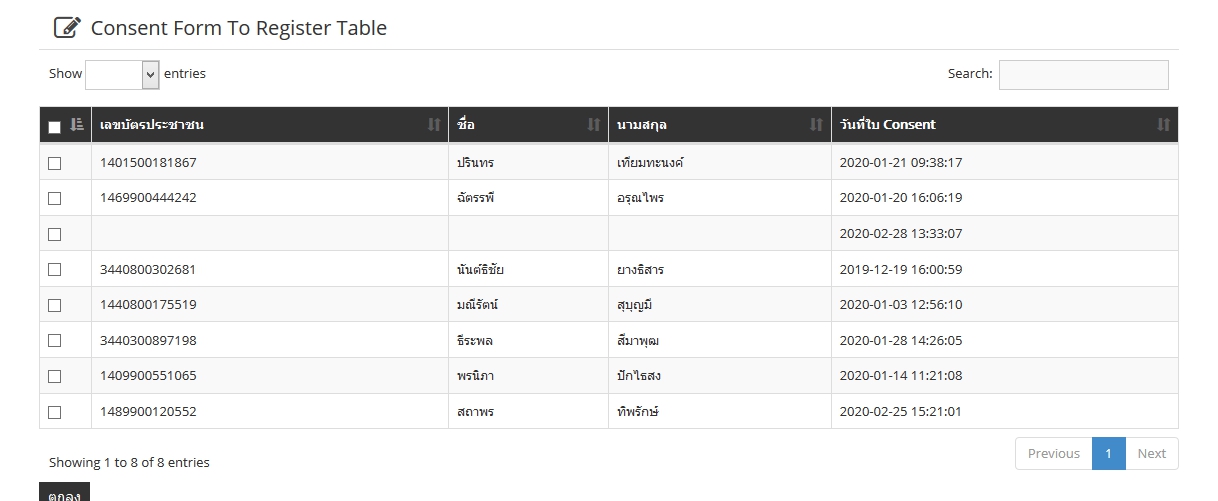 Consent Form To Register Table
Show entries Search:
เลขบัตรประชาชน ชื่อ นามสกุล วันที่ใบ Consent
1401500181867 ปรินทร เทียมทะนงค์ 2020-01-21 09:38:17
1469900444242 ฉัตรรพี อรุณไพร 2020-01-20 16:06:19
2020-02-28 13:33:07
3440800302681 นันต์ธิชัย ยางธิสาร 2019-12-19 16:00:59
1440800175519 มณีรัตน์ สุบุญมี 2020-01-03 12:56:10
3440300897198 ธีระพล สีมาพุฒ 2020-01-28 14:26:05
1409900551065 พรนิภา ปักไธสง 2020-01-14 11:21:08
1489900120552 สถาพร ทิพรักษ์ 2020-02-25 15:21:01
Showing 1 to 8 of 8 entries Previous 1 Next
ตกลง